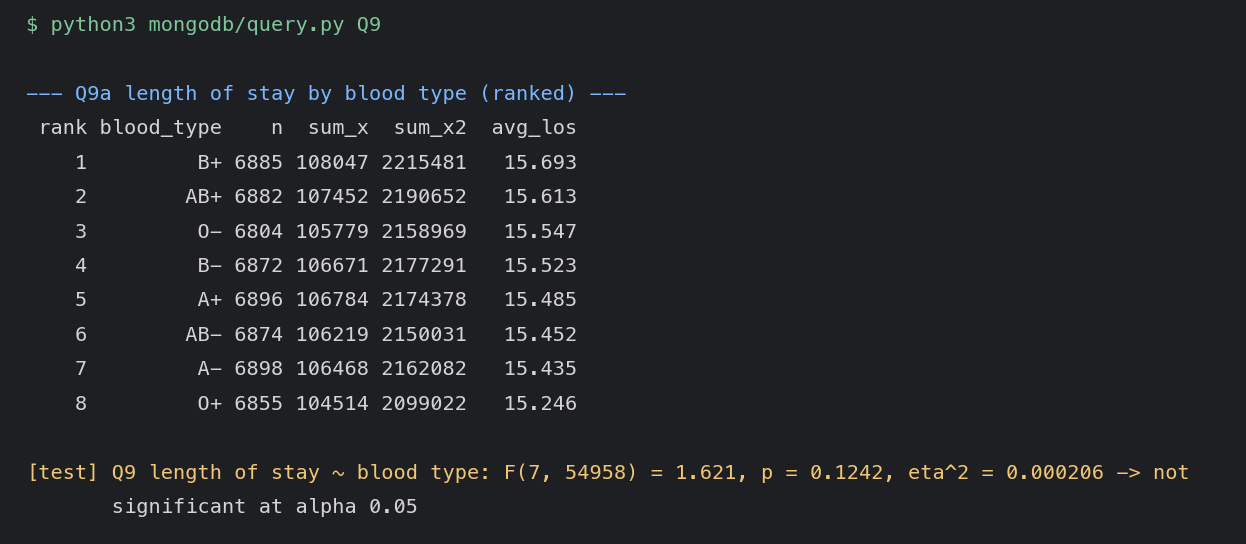 $ python3 mongodb/query.py Q9
--- Q9a length of stay by blood type (ranked) ---
rank blood_type n sum_x sum_x2 avg_los
1 B+ 6885 108047 2215481 15.693
2 AB+ 6882 107452 2190652 15.613
3 O- 6804 105779 2158969 15.547
4 B- 6872 106671 2177291 15.523
5 A+ 6896 106784 2174378 15.485
6 AB- 6874 106219 2150031 15.452
7 A- 6898 106468 2162082 15.435
8 O+ 6855 104514 2099022 15.246
[test] Q9 length of stay ~ blood type: F(7, 54958) = 1.621, p = 0.1242, eta^2 = 0.000206 -> not
significant at alpha 0.05